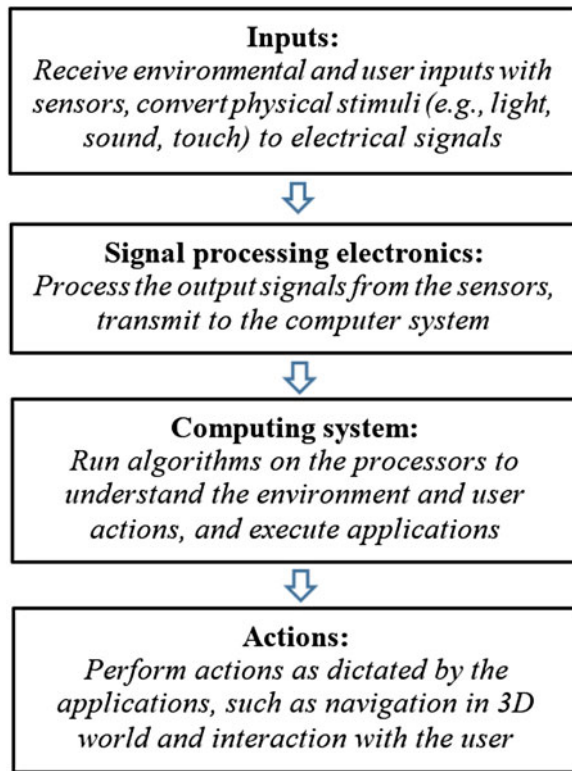 Inputs:
Receive environmental and user inputs with
sensors, convert physical stimuli (e.g., light,
sound, touch) to electrical signals
Signal processing electronics:
Process the output signals from the sensors,
transmit to the computer system
Computing system:
Run algorithms on the processors to
understand the environment and user
actions, and execute applications
Actions:
Perform actions as dictated by the
applications, such as navigation in 3D
world and interaction with the user